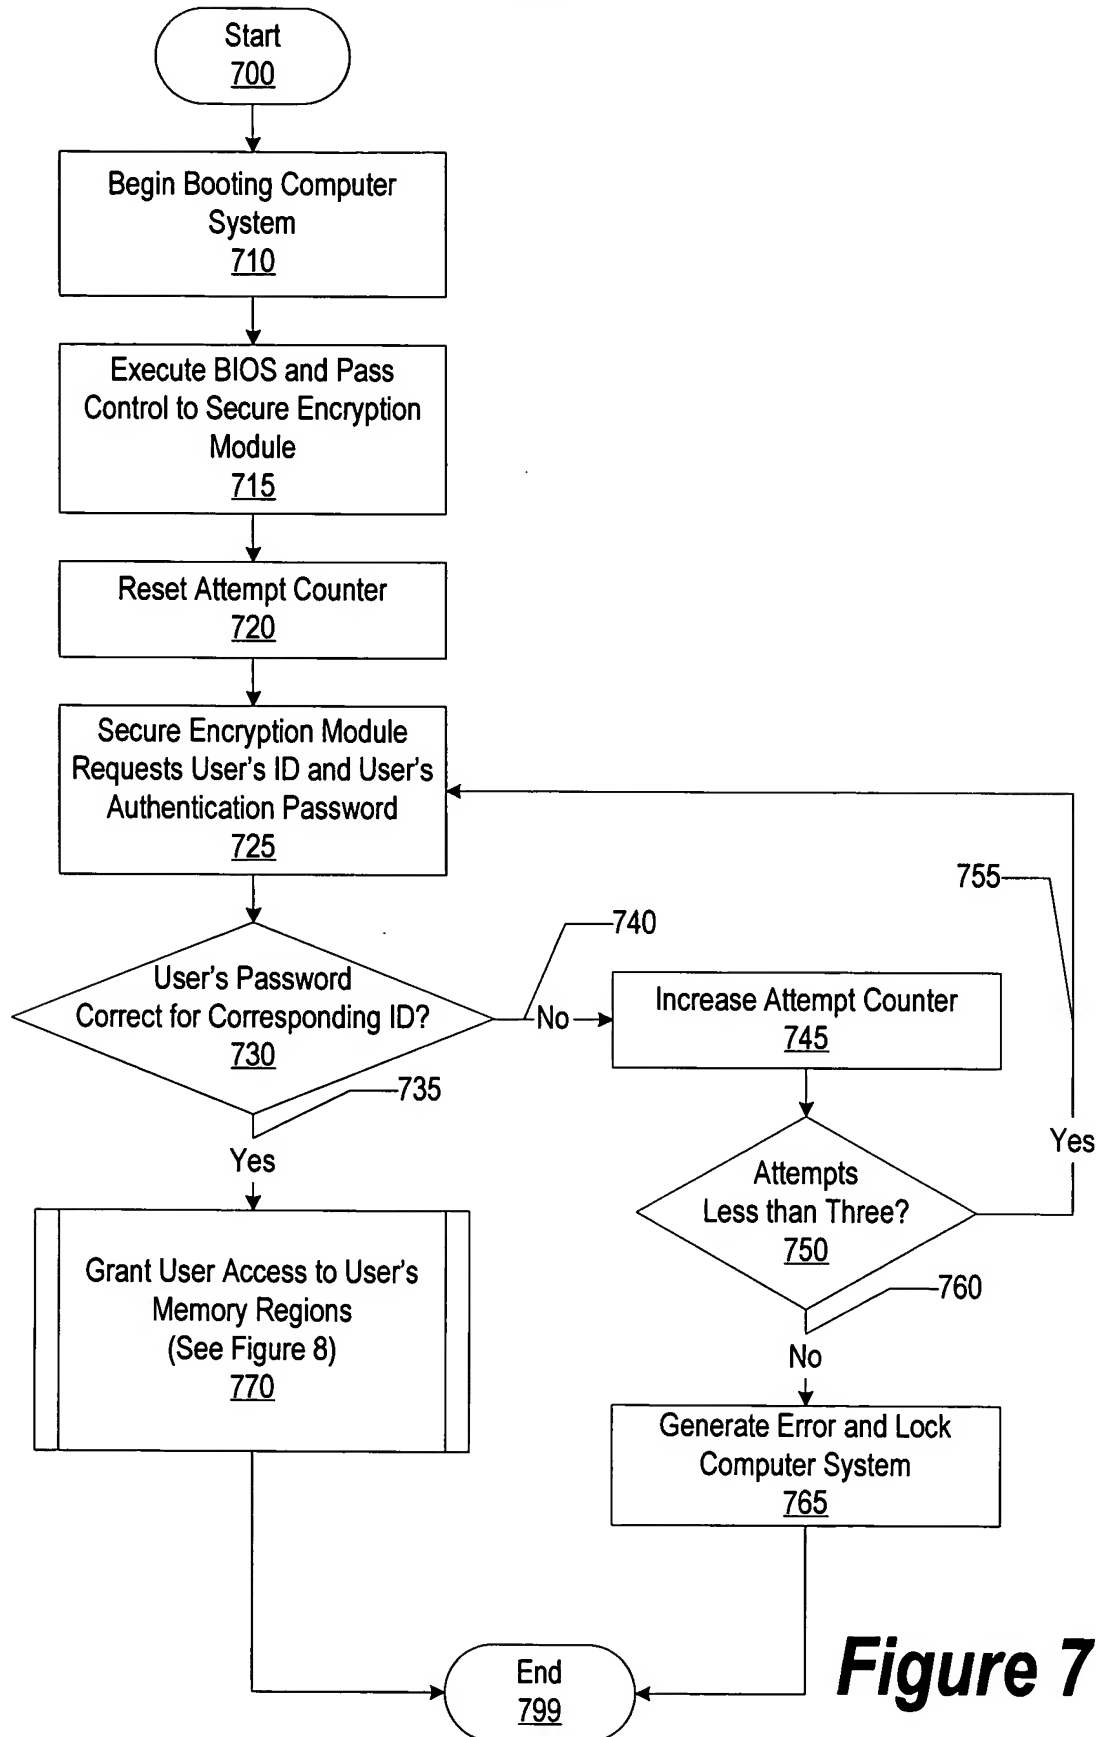 Start
700
Begin Booting Computer
System
710
Execute BIOS and Pass
Control to Secure Encryption
Module
715
Reset Attempt Counter
720
Secure Encryption Module
Requests User's ID and User's
Authentication Password
725
User's Password
Correct for Corresponding ID?
730
740
No
735
Yes
Increase Attempt Counter
745
755
Yes
Attempts
Less than Three?
750
760
No
Grant User Access to User's
Memory Regions
(See Figure 8)
770
Generate Error and Lock
Computer System
765
End
799
Figure 7